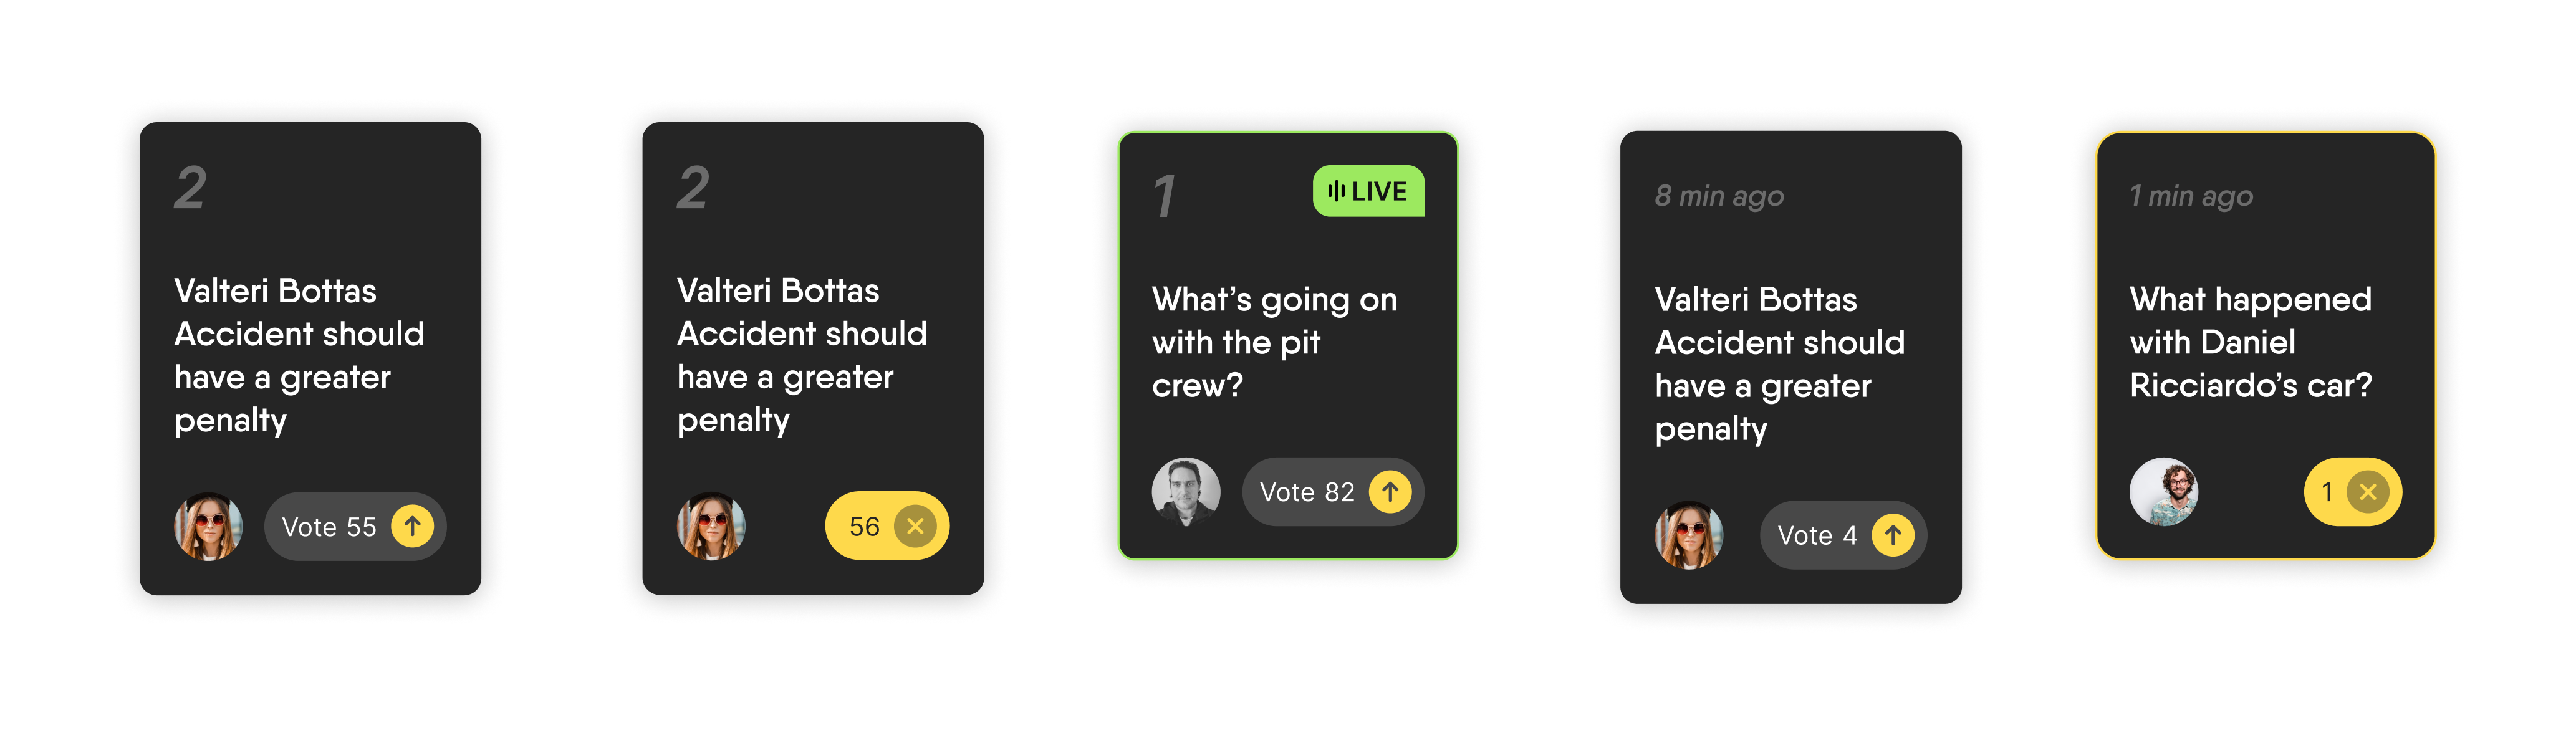 2
Valteri Bottas
Accident should
have a greater
penalty
Vote 55
2
Valteri Bottas
Accident should
have a greater
penalty
56
1
LIVE
What’s going on
with the pit
crew?
Vote 82
8 min ago
Valteri Bottas
Accident should
have a greater
penalty
Vote 4
1 min ago
What happened
with Daniel
Ricciardo’s car?
1